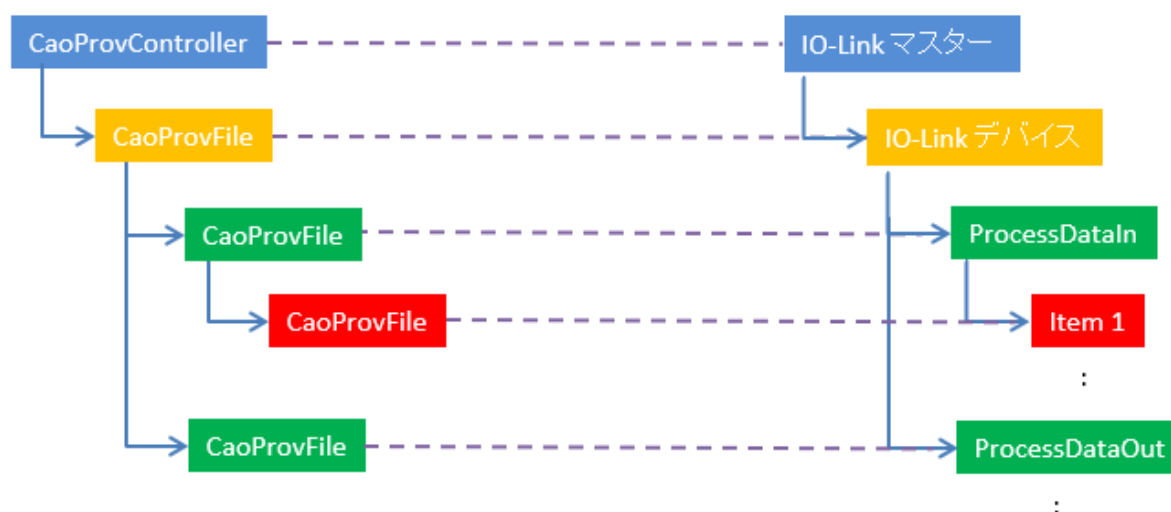 CaoProvController
IO-Link マスター
CaoProvFile
IO-Link デバイス
CaoProvFile
ProcessDataIn
CaoProvFile
Item 1
:
CaoProvFile
ProcessDataOut
: